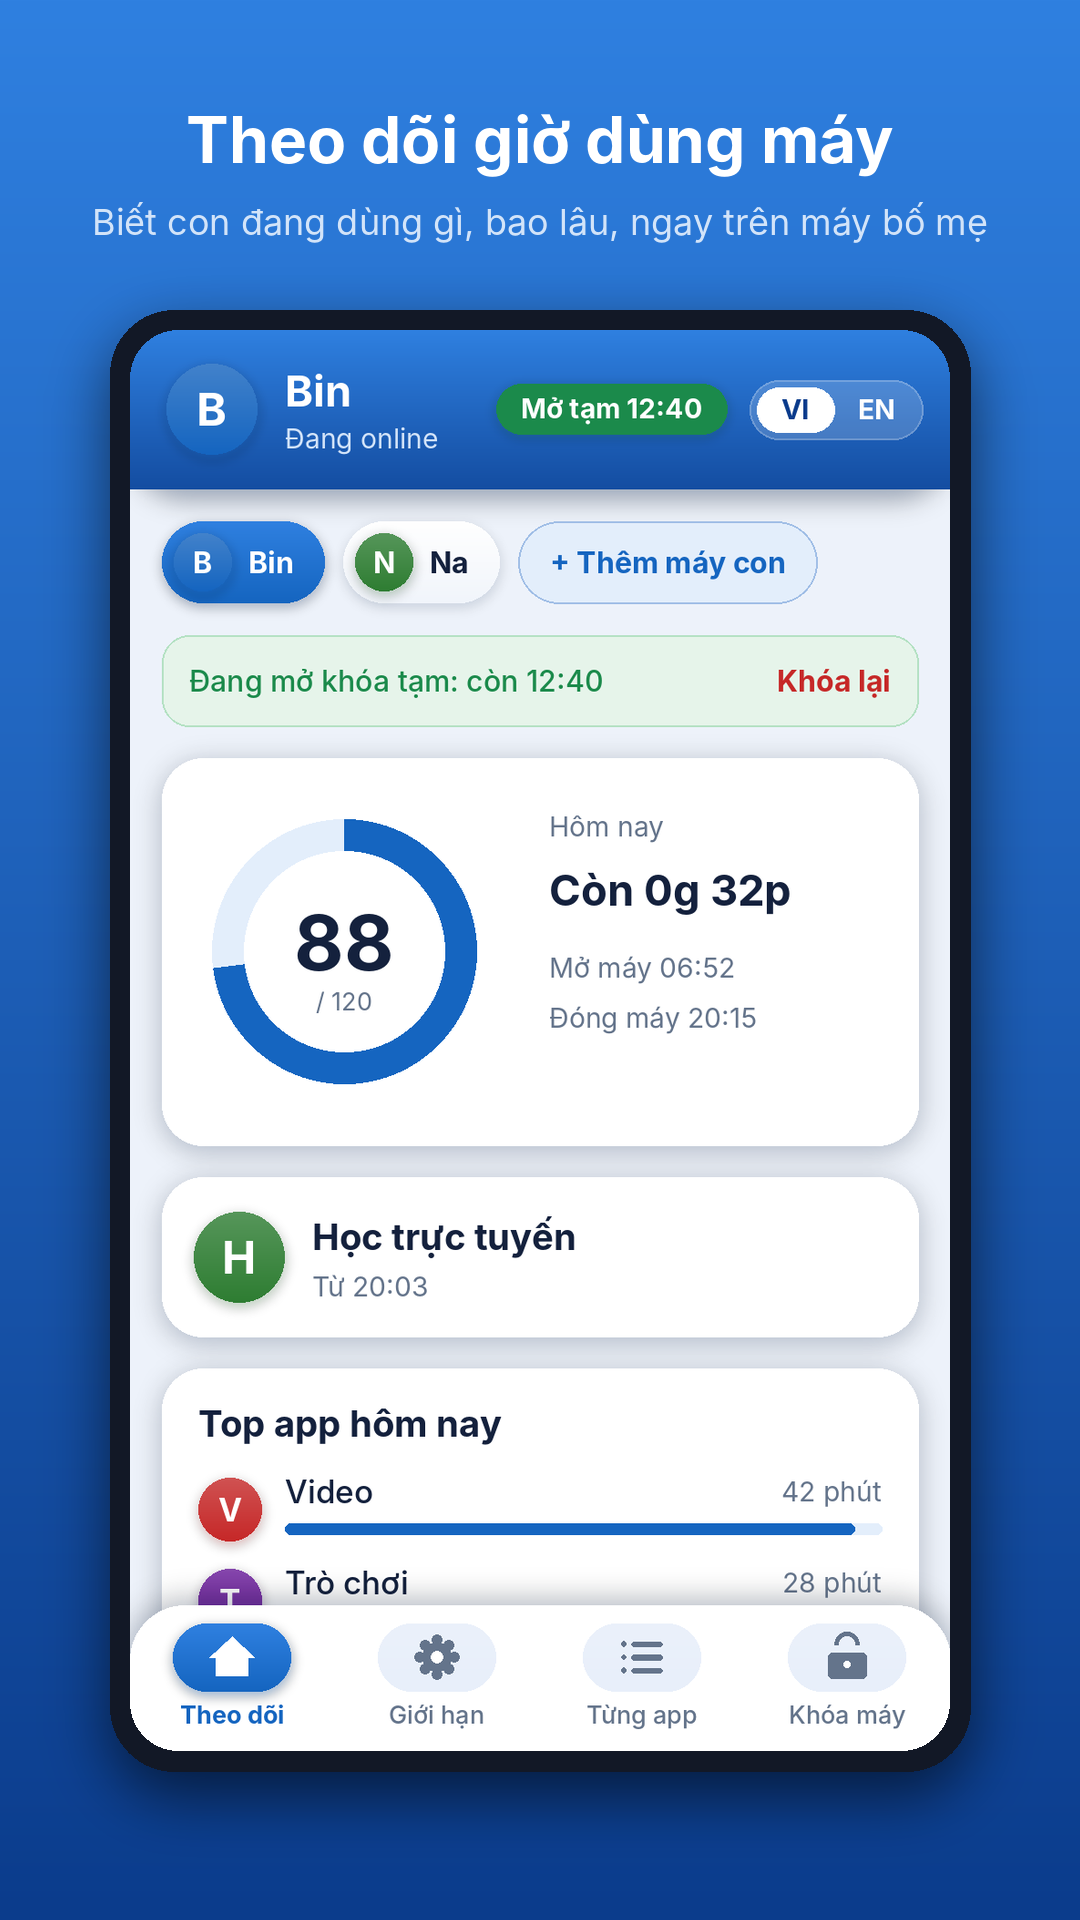 Theo dõi giờ dùng máy
Biết con đang dùng gì, bao lâu, ngay trên máy bố mẹ
B
Bin
Đang online
Mở tạm 12:40
VI
EN
B
Bin
N
Na
+ Thêm máy con
Đang mở khóa tạm: còn 12:40
Khóa lại
88
/ 120
Hôm nay
Còn 0g 32p
Mở máy 06:52
Đóng máy 20:15
H
Học trực tuyến
Từ 20:03
Top app hôm nay
V
Video
42 phút
T
Trò chơi
28 phút
Theo dõi
Giới hạn
Từng app
Khóa máy